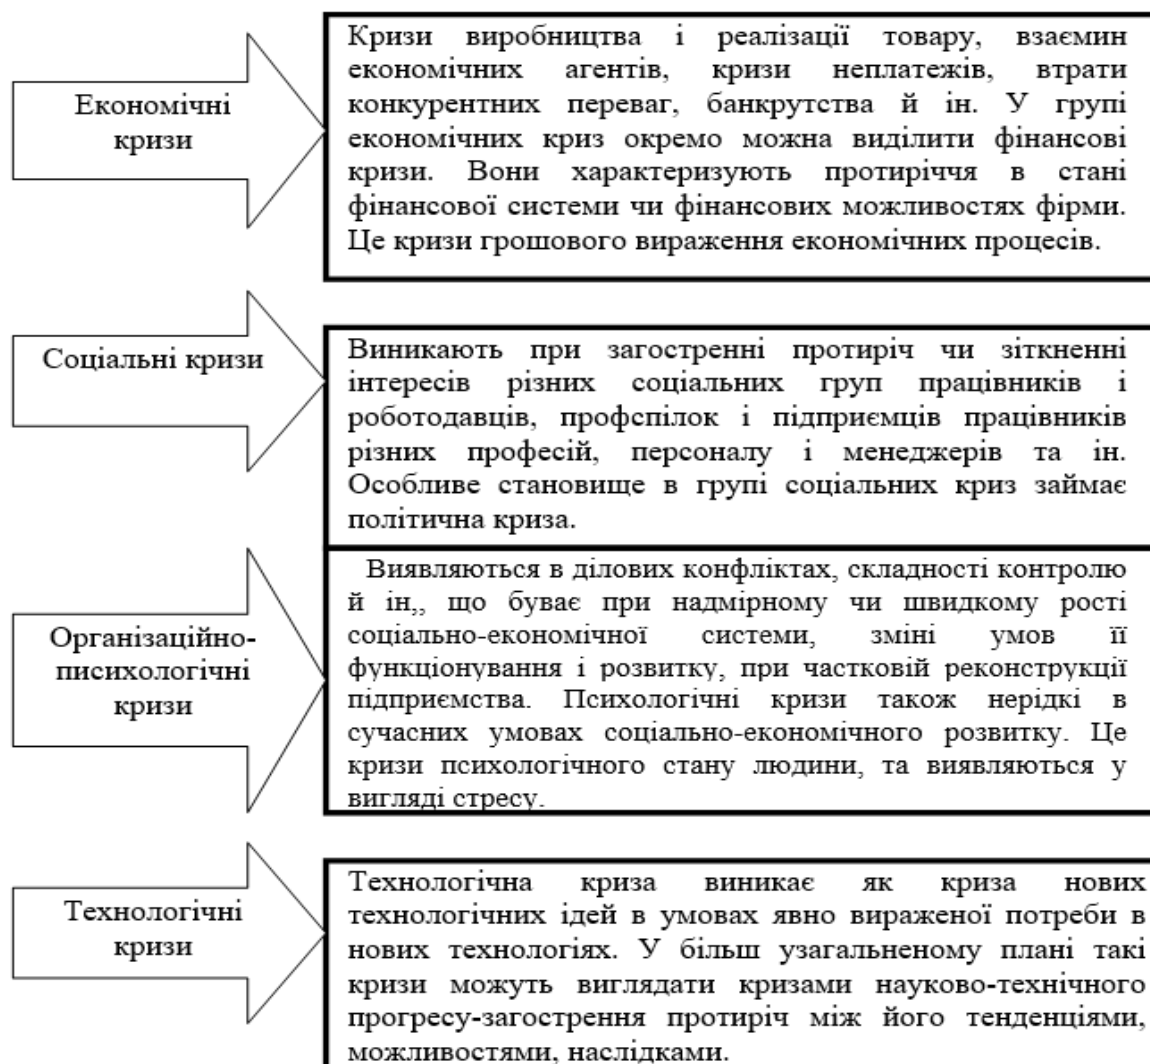 Економічні
кризи
Кризи виробництва і реалізації товару, взаємин
економічних агентів, кризи неплатежів, втрати
конкурентних переваг, банкрутства й ін. У групі
економічних криз окремо можна виділити фінансові
кризи. Вони характеризують протиріччя в стані
фінансової системи чи фінансових можливостях фірми.
Це кризи грошового вираження економічних процесів.
Соціальні кризи
Виникають при загостренні протиріч чи зіткненні
інтересів різних соціальних груп працівників і
роботодавців, профспілок і підприємців працівників
різних професій, персоналу і менеджерів та ін.
Особливе становище в групі соціальних криз займає
політична криза.
Організаційно-
писихологічні
кризи
Виявляються в ділових конфліктах, складності контролю
й ін,, що буває при надмірному чи швидкому рості
соціально-економічної системи, зміні умов її
функціонування і розвитку, при частковій реконструкції
підприємства. Психологічні кризи також нерідкі в
сучасних умовах соціально-економічного розвитку. Це
кризи психологічного стану людини, та виявляються у
вигляді стресу.
Технологічні
кризи
Технологічна криза виникає як криза нових
технологічних ідей в умовах явно вираженої потреби в
нових технологіях. У більш узагальненому плані такі
кризи можуть виглядати кризами науково-технічного
прогресу-загострення протиріч між його тенденціями,
можливостями, наслідками.